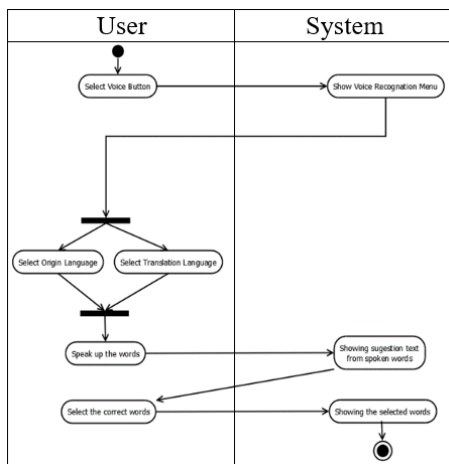 User
System
Select Voice Button
Show Voice Recognation Menu
Select Origin Language
Select Translation Language
Speak up the words
Showing sugestion text
from spoken words
Select the correct words
Showing the selected words